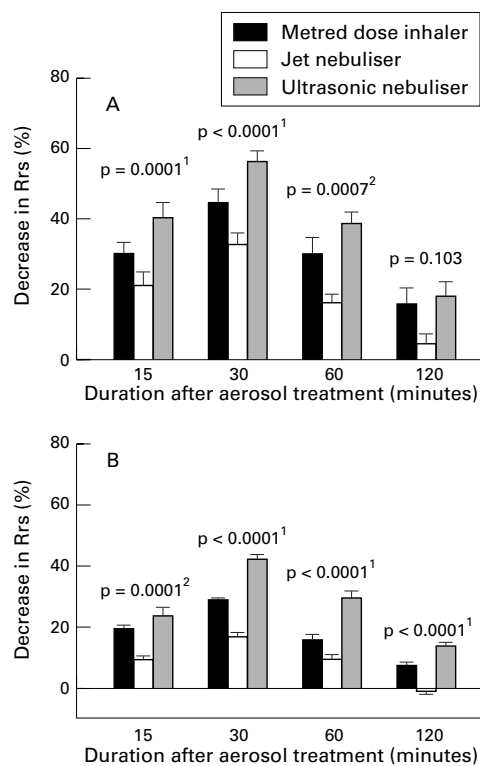 Metred dose inhaler
Jet nebuliser
Ultrasonic nebuliser
A
Decrease in Rrs (%)
80
60
40
20
0
p = 0.0001¹
p < 0.0001¹
p = 0.0007²
p = 0.103
15 30 60 120
Duration after aerosol treatment (minutes)
B
Decrease in Rrs (%)
80
60
40
20
0
p = 0.0001²
p < 0.0001¹
p < 0.0001¹
p < 0.0001¹
15 30 60 120
Duration after aerosol treatment (minutes)